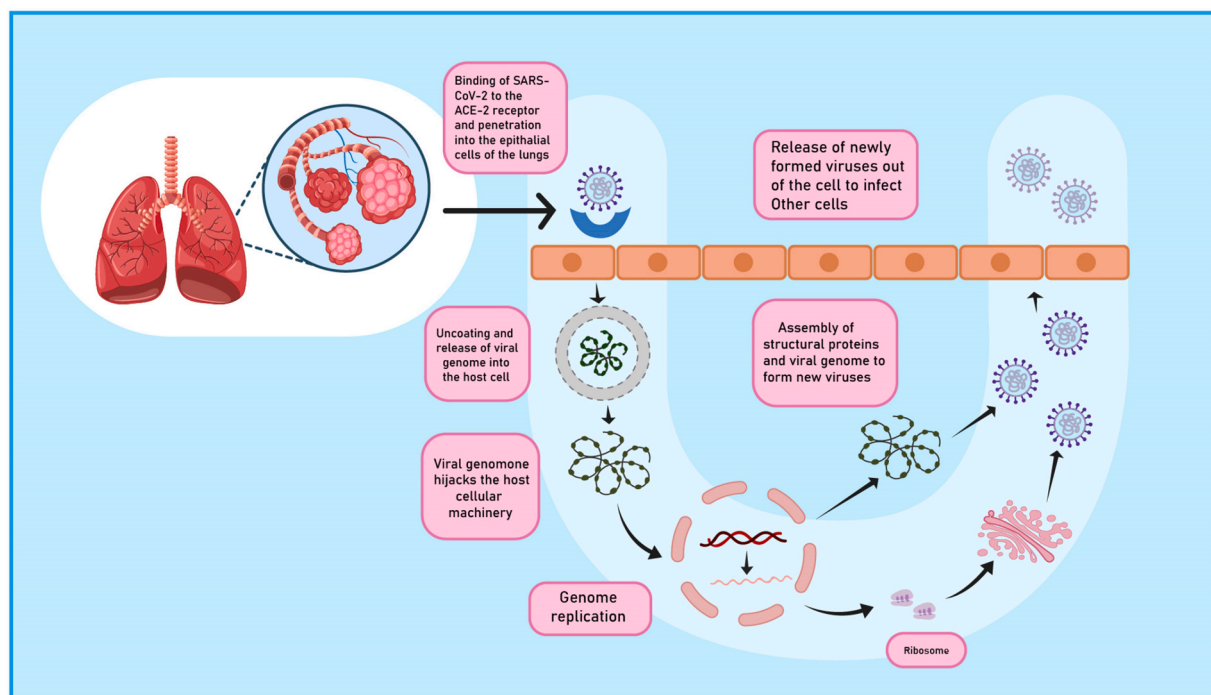 Binding of SARS-
CoV-2 to the
ACE-2 receptor
and penetration
into the epithalial
cells of the lungs
Release of newly
formed viruses out
of the cell to infect
Other cells
Uncoating and
release of viral
genome into
the host cell
Assembly of
structural proteins
and viral genome to
form new viruses
Viral genomone
hijacks the host
cellular
machinery
Genome
replication
Ribosome